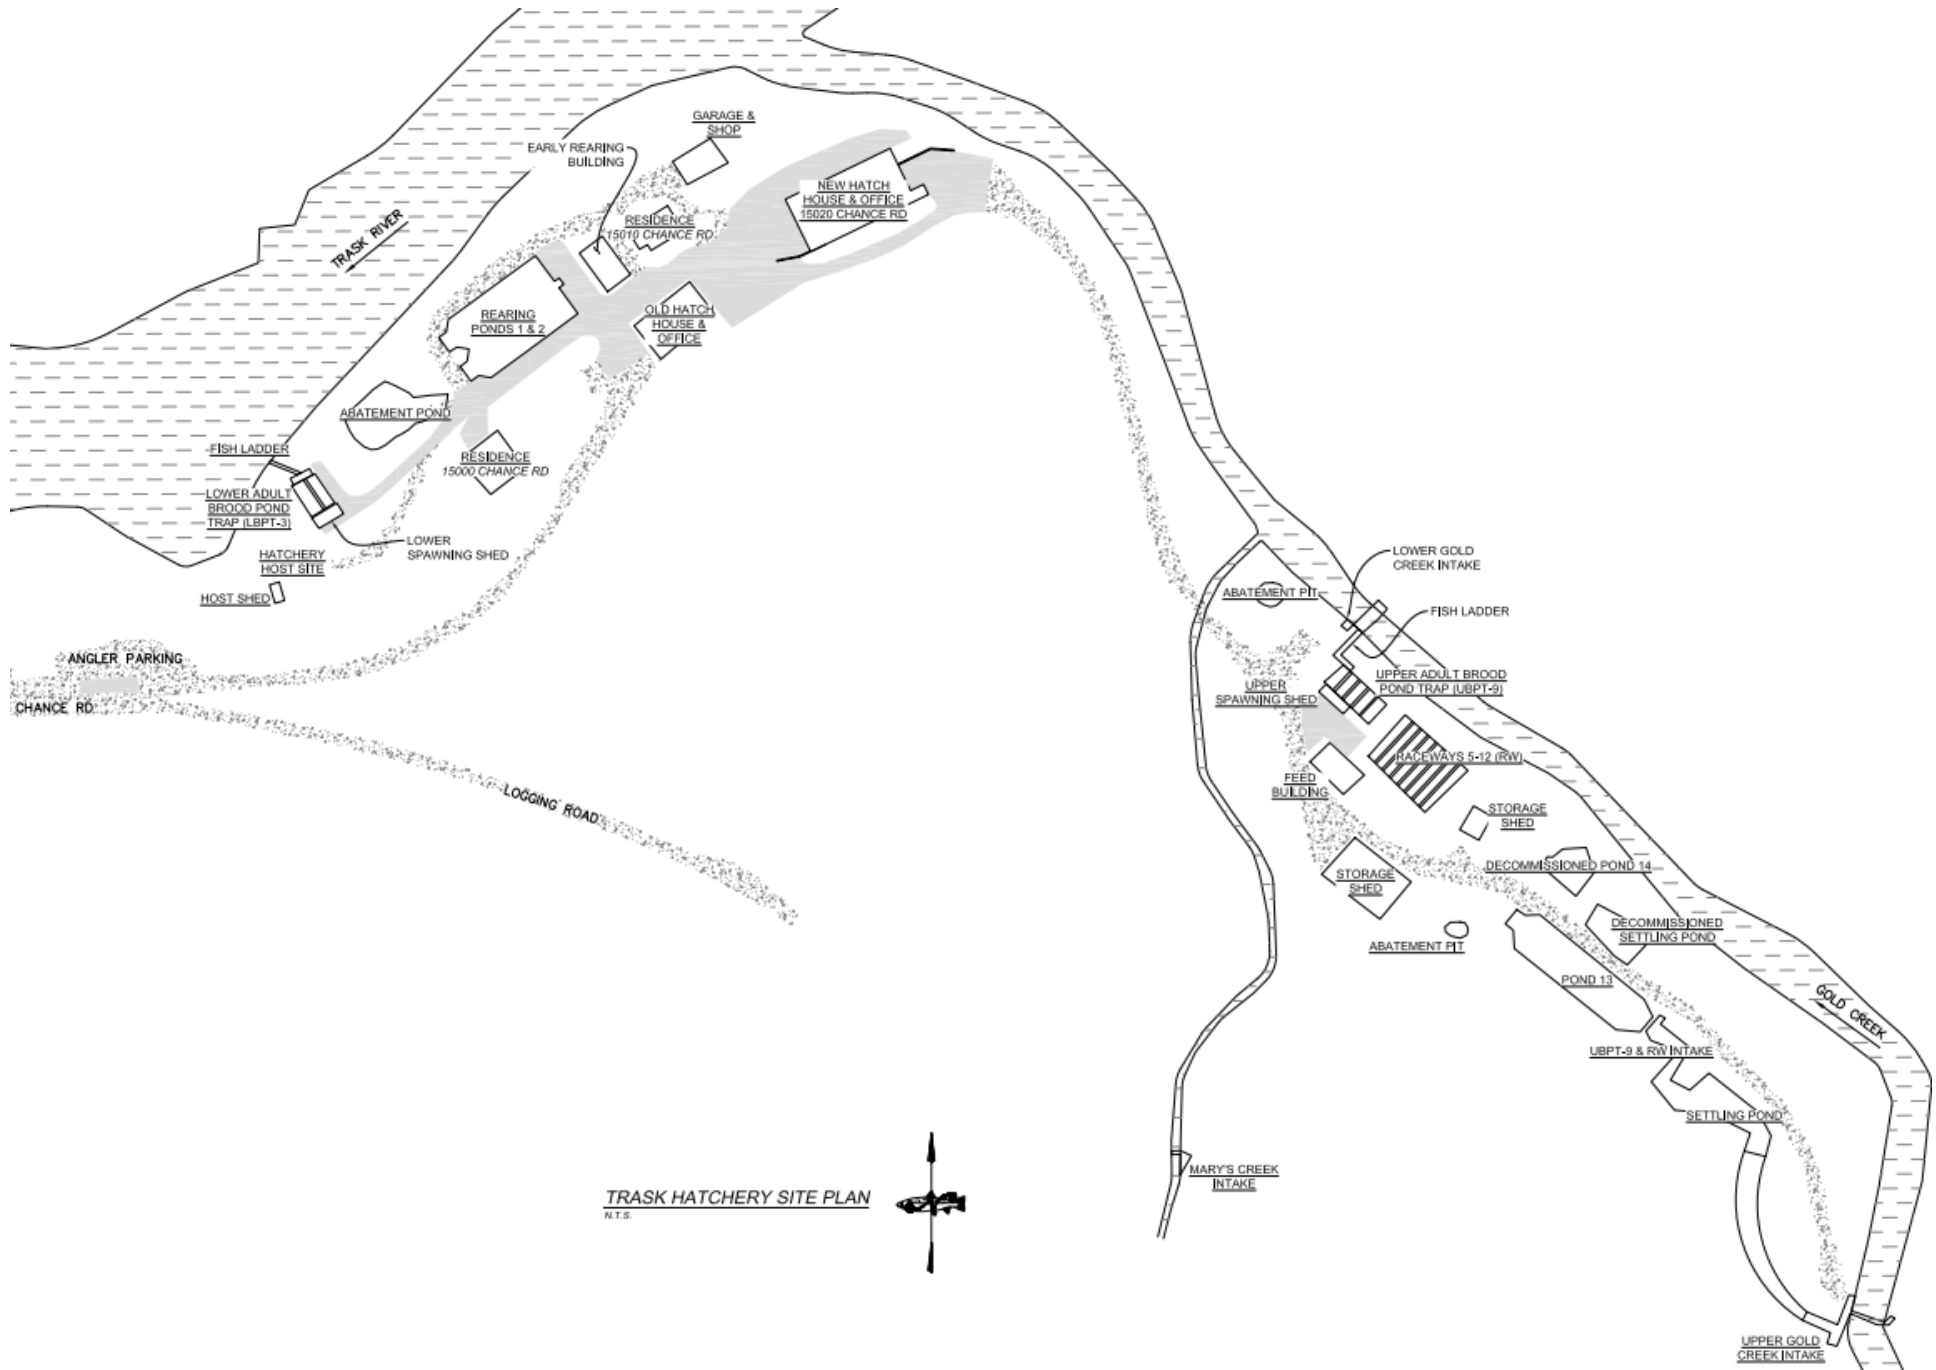 GARAGE &
SHOP
EARLY REARING
BUILDING
NEW HATCH
HOUSE & OFFICE
15020 CHANCE RD
RESIDENCE
15010 CHANCE RD
TRASK RIVER
REARING
PONDS 1 & 2
OLD HATCH
HOUSE &
OFFICE
ABATEMENT POND
FISH LADDER
RESIDENCE
15000 CHANCE RD
LOWER ADULT
BROOD POND
TRAP (LBPT-3)
LOWER
SPAWNING SHED
HATCHERY
HOST SITE
HOST SHED
ANGLER PARKING
CHANCE RD.
LOGGING ROAD
LOWER GOLD
CREEK INTAKE
ABATEMENT PIT
FISH LADDER
UPPER ADULT BROOD
POND TRAP (UBPT-9)
UPPER
SPAWNING SHED
RACEWAYS 5-12 (RW)
FEED
BUILDING
STORAGE
SHED
DECOMMISSIONED POND 14
STORAGE
SHED
DECOMMISSIONED
SETTLING POND
ABATEMENT PIT
POND 13
GOLD CREEK
UBPT-9 & RW INTAKE
SETTLING POND
MARY'S CREEK
INTAKE
TRASK HATCHERY SITE PLAN
N.T.S.
UPPER GOLD
CREEK INTAKE